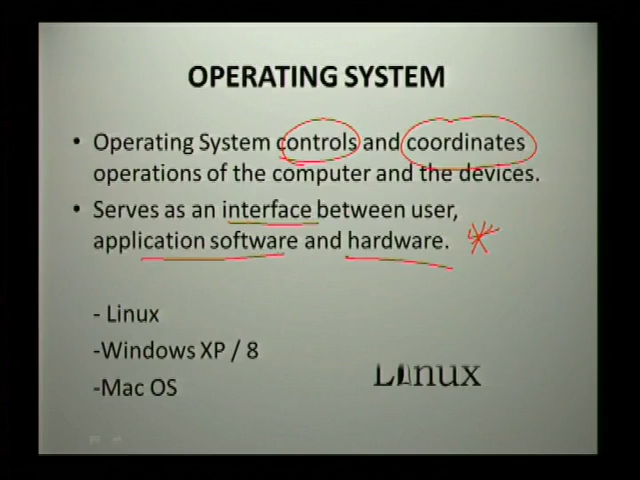 OPERATING SYSTEM
• Operating System controls and coordinates
operations of the computer and the devices.
• Serves as an interface between user,
application software and hardware.
- Linux
-Windows XP / 8
-Mac OS
Linux